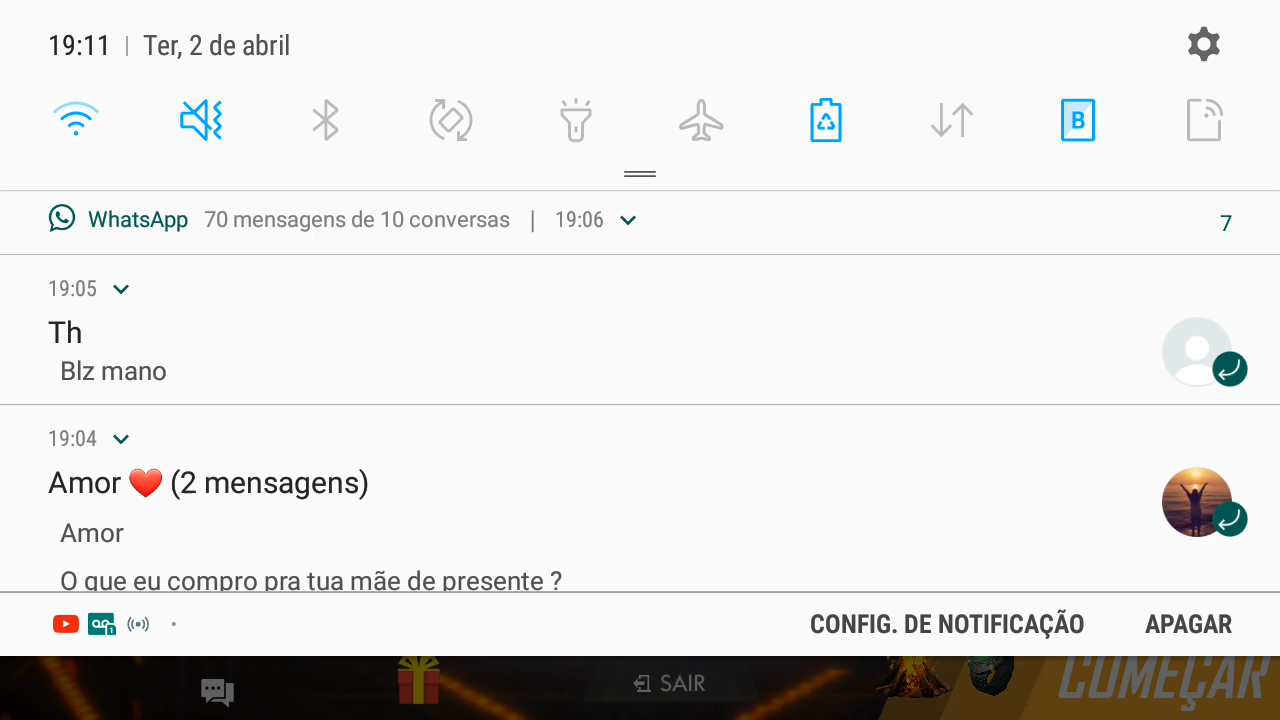 19:11 | Ter, 2 de abril
B
WhatsApp 70 mensagens de 10 conversas | 19:06
7
19:05
Th
Blz mano
19:04
Amor ❤️ (2 mensagens)
Amor
O que eu compro pra tua mãe de presente ?
1
CONFIG. DE NOTIFICAÇÃO APAGAR
SAIR
COMEÇAR